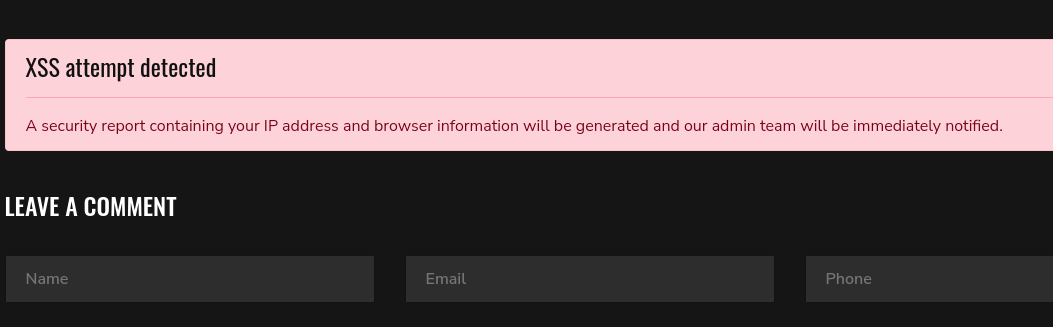 XSS attempt detected
A security report containing your IP address and browser information will be generated and our admin team will be immediately notified.
LEAVE A COMMENT
Name Email Phone